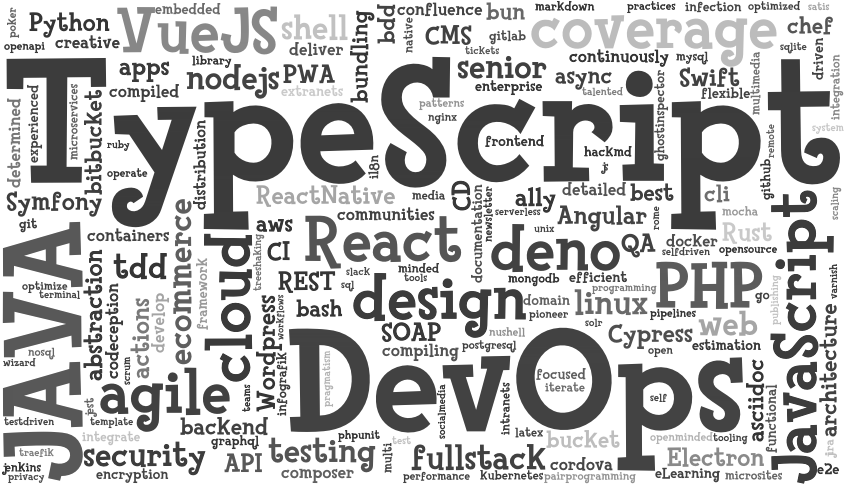 poker
embedded
confluence
bun
markdown
practices
infection
optimized
satis
Python
VueJS
shell
bdd
native
CMS
gitlab
coverage
chef
openapi
creative
deliver
bundling
tickets
continuously
mysql
sqlite
driven
library
apps
nodejs
PWA
senior
async
Swift
multimedia
integration
compiled
extranets
enterprise
talented
flexible
determined
experienced
microservices
bitbucket
TypeScript
patterns
nginx
ghostinspector
ruby
distribution
frontend
hackmd
system
operate
i18n
j
github
remote
Symfony
ReactNative
media
CD
documentation
newsletter
ally
detailed
best
cli
JavaScript
scaling
git
communities
serverless
Angular
rome
mocha
containers
ecommerce
aws
React
unix
deno
QA
docker
Rust
JAVA
cloud
CI
treeshaking
selfdriven
opensource
tdd
framework
REST
slack
sql
minded
tools
mongodb
efficient
PHP
varnish
optimize
terminal
abstraction
codeception
actions
develop
Wordpress
workflows
bash
design
domain
pioneer
linux
programming
pipelines
go
publishing
architecture
SOAP
nushell
solr
Cypress
web
nosql
compiling
postgresql
open
estimation
wizard
scrum
infografik
pragmatism
DevOps
focused
iterate
jest
agile
teams
socialmedia
intranets
self
asciidoc
functional
testdriven
template
backend
integrate
graphql
phpunit
test
latex
bucket
openminded
tooling
traefik
security
API
testing
multi
fullstack
cordova
Electron
jra
jenkins
privacy
encryption
composer
performance
Kubernetes
pairprogramming
eLearning
microsites
e2e